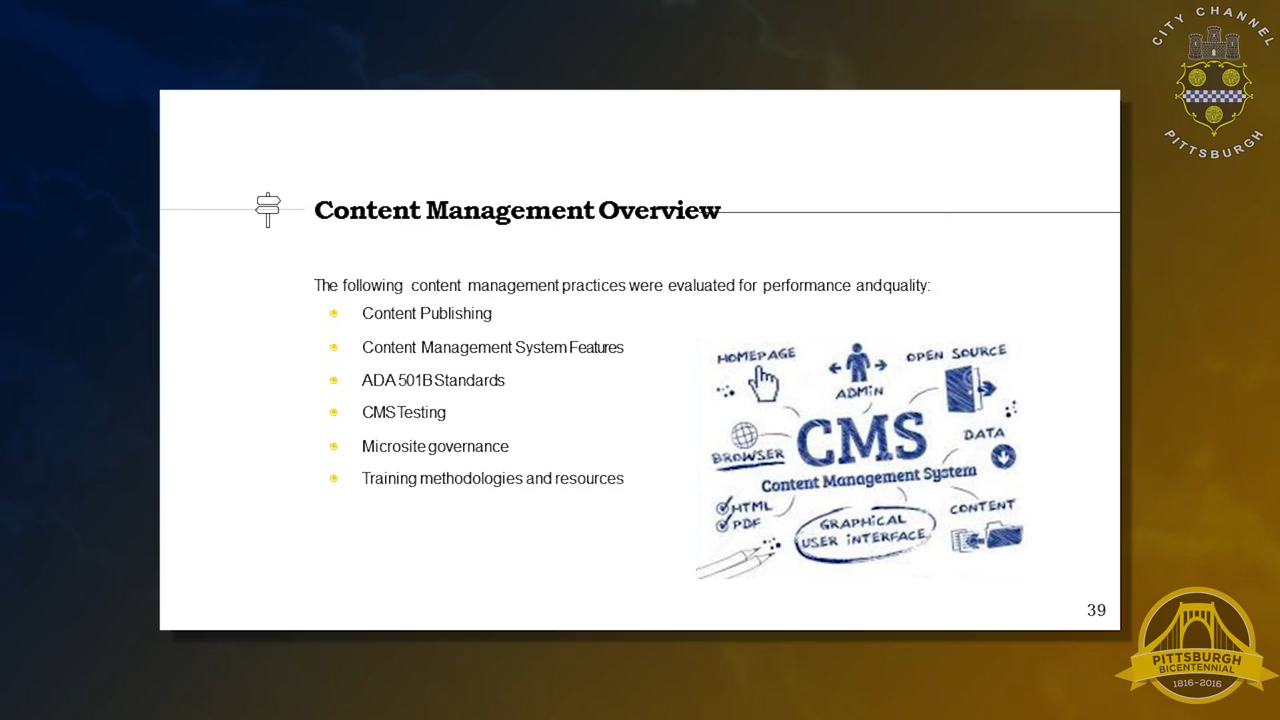 CITY CHANNEL
PITTSBURGH
Content Management Overview
The following content management practices were evaluated for performance and quality:
Content Publishing
Content Management System Features
ADA 501B Standards
CMS Testing
Microsite governance
Training methodologies and resources
HOMEPAGE
ADMiN
OPEN SOURCE
CMS
Content Management System
BROWSER
DATA
HTML
PDF
GRAPHiCAL
USER iNTERFACE
CONTENT
39
PITTSBURGH
BICENTENNIAL
1816-2016